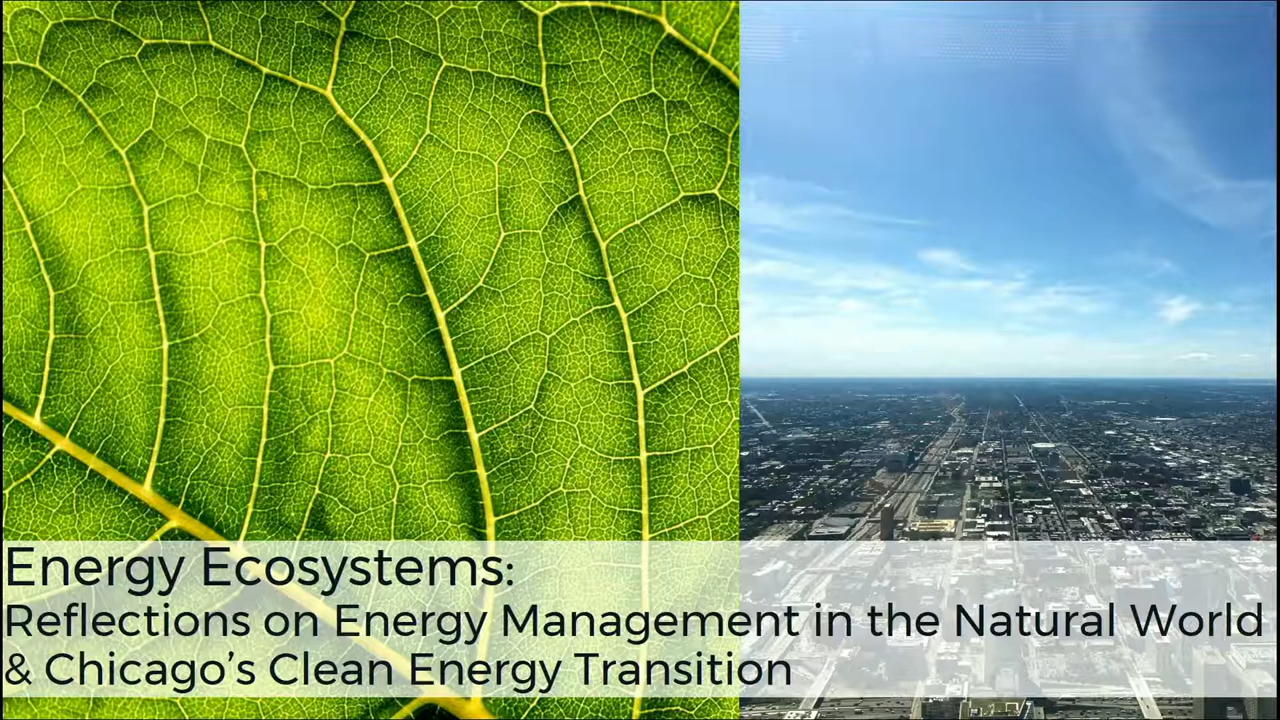 Energy Ecosystems:
Reflections on Energy Management in the Natural World
& Chicago’s Clean Energy Transition